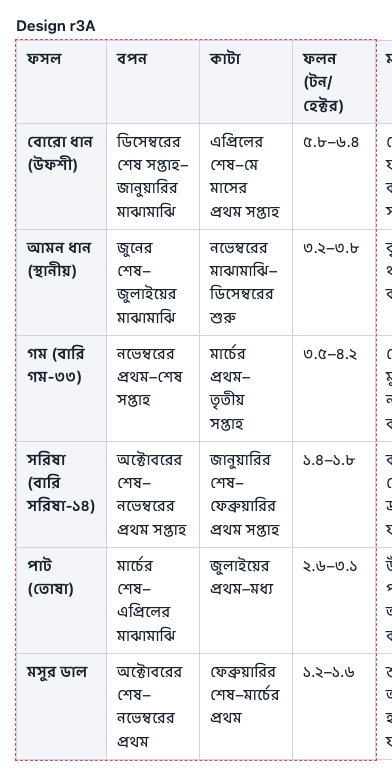 Design r3A
ফসল
বপন
কাটা
ফলন
(টন/
হেক্টর)
বোরো ধান
(উফশী)
ডিসেম্বরের
শেষ সপ্তাহ–
জানুয়ারির
মাঝামাঝি
এপ্রিলের
শেষ–মে
মাসের
প্রথম সপ্তাহ
৫.৮–৬.৪
আমন ধান
(স্থানীয়)
জুনের
শেষ–
জুলাইয়ের
মাঝামাঝি
নভেম্বরের
মাঝামাঝি–
ডিসেম্বরের
শুরু
৩.২–৩.৮
গম (বারি
গম-৩৩)
নভেম্বরের
প্রথম–শেষ
সপ্তাহ
মার্চের
প্রথম–
তৃতীয়
সপ্তাহ
৩.৫–৪.২
সরিষা
(বারি
সরিষা-১৪)
অক্টোবরের
শেষ–
নভেম্বরের
প্রথম সপ্তাহ
জানুয়ারির
শেষ–
ফেব্রুয়ারির
প্রথম সপ্তাহ
১.৪–১.৮
পাট
(তোষা)
মার্চের
শেষ–
এপ্রিলের
মাঝামাঝি
জুলাইয়ের
প্রথম–মধ্য
২.৬–৩.১
মসুর ডাল
অক্টোবরের
শেষ–
নভেম্বরের
প্রথম
ফেব্রুয়ারির
শেষ–মার্চের
প্রথম
১.২–১.৬